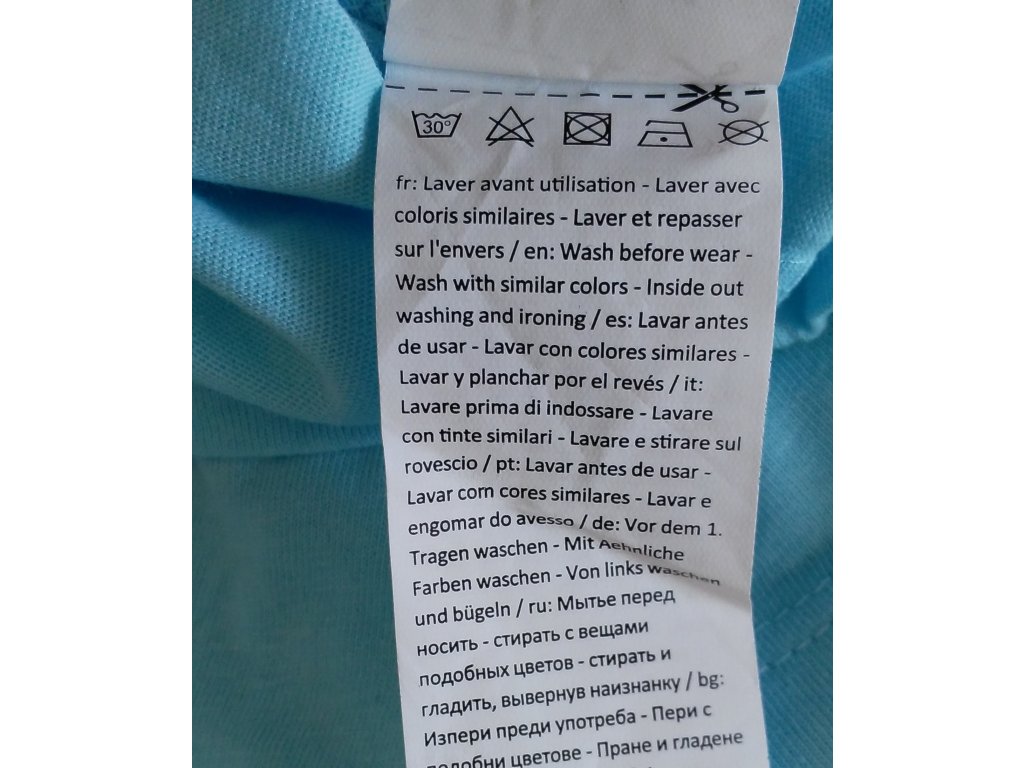 30°
fr: Laver avant utilisation - Laver avec
coloris similaires - Laver et repasser
sur l'envers / en: Wash before wear -
Wash with similar colors - Inside out
washing and ironing / es: Lavar antes
de usar - Lavar con colores similares -
Lavar y planchar por el revés / it:
Lavare prima di indossare - Lavare
con tinte similari - Lavare e stirare sul
rovescio / pt: Lavar antes de usar -
Lavar com cores similares - Lavar e
engomar do avesso / de: Vor dem 1.
Tragen waschen - Mit Aehnliche
Farben waschen - Von links waschen
und bügeln / ru: Мытье перед
носить - стирать с вещами
подобных цветов - стирать и
гладить, вывернув наизнанку / bg:
Изпери преди употреба - Пери с
подобни цветове - Пране и гладене